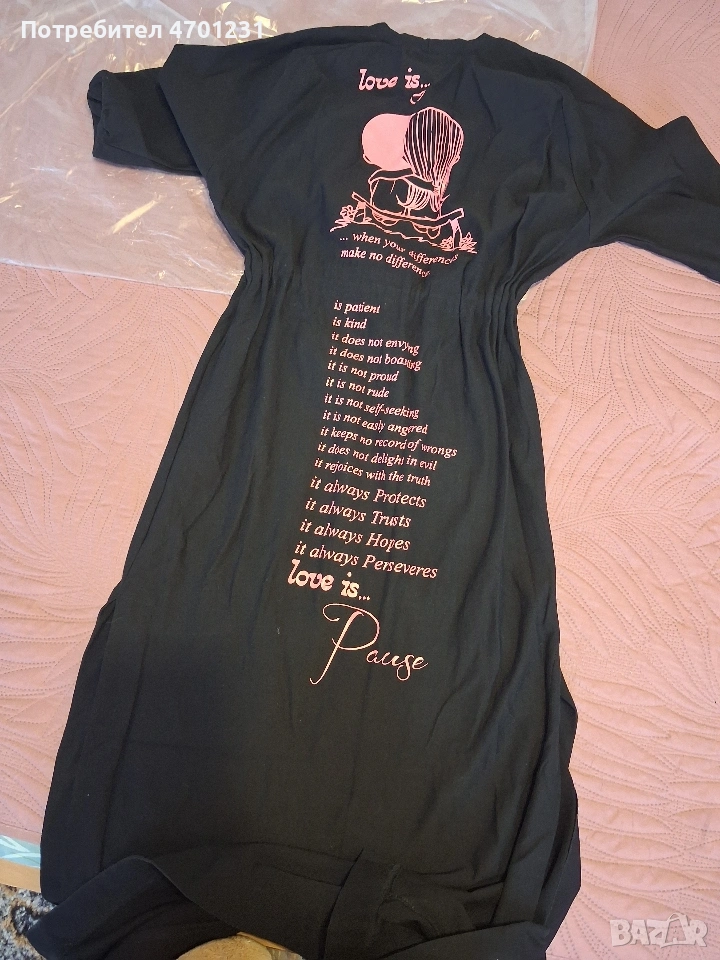 Потребител 4701231
love is...
... when your differences
make no difference
is patient
is kind
it does not envying
it does not boasting
it is not proud
it is not rude
it is not self-seeking
it is not easly angered
it keeps no record of wrongs
it does not delight in evil
it rejoices with the truth
it always Protects
it always Trusts
it always Hopes
it always Perseveres
love is...
Pause
BAZAR